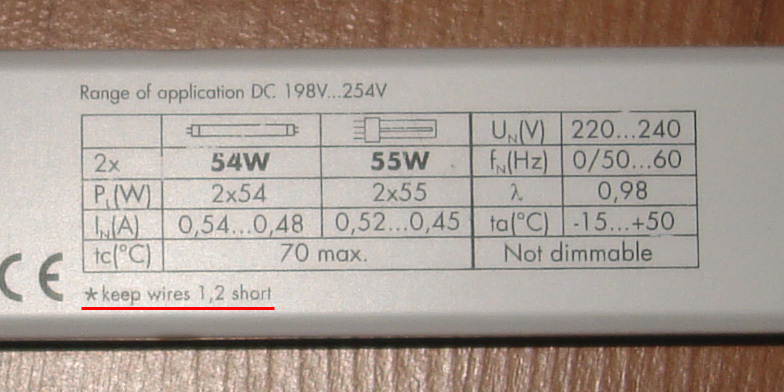 Range of application DC 198V...254V
U_N(V) 220...240
2x 54W 55W f_N(Hz) 0/50...60
P_L(W) 2x54 2x55 λ 0,98
I_N(A) 0,54...0,48 0,52...0,45 ta(°C) -15...+50
tc(°C) 70 max. Not dimmable
CE
*keep wires 1,2 short